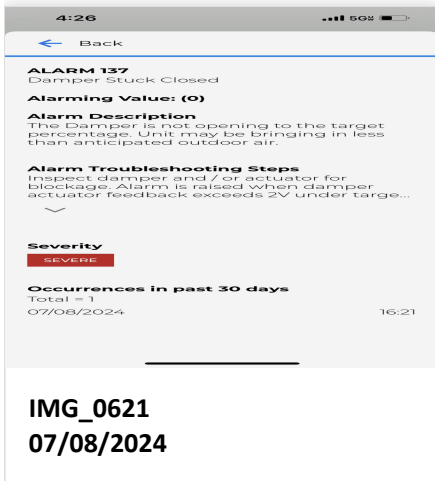 4:26
5G
Back
ALARM 137
Damper Stuck Closed
Alarming Value: (0)
Alarm Description
The Damper is not opening to the target
percentage. Unit may be bringing in less
than anticipated outdoor air.
Alarm Troubleshooting Steps
Inspect damper and / or actuator for
blockage. Alarm is raised when damper
actuator feedback exceeds 2V under targe...
Severity
SEVERE
Occurrences in past 30 days
Total = 1
07/08/2024 16:21
IMG_0621
07/08/2024